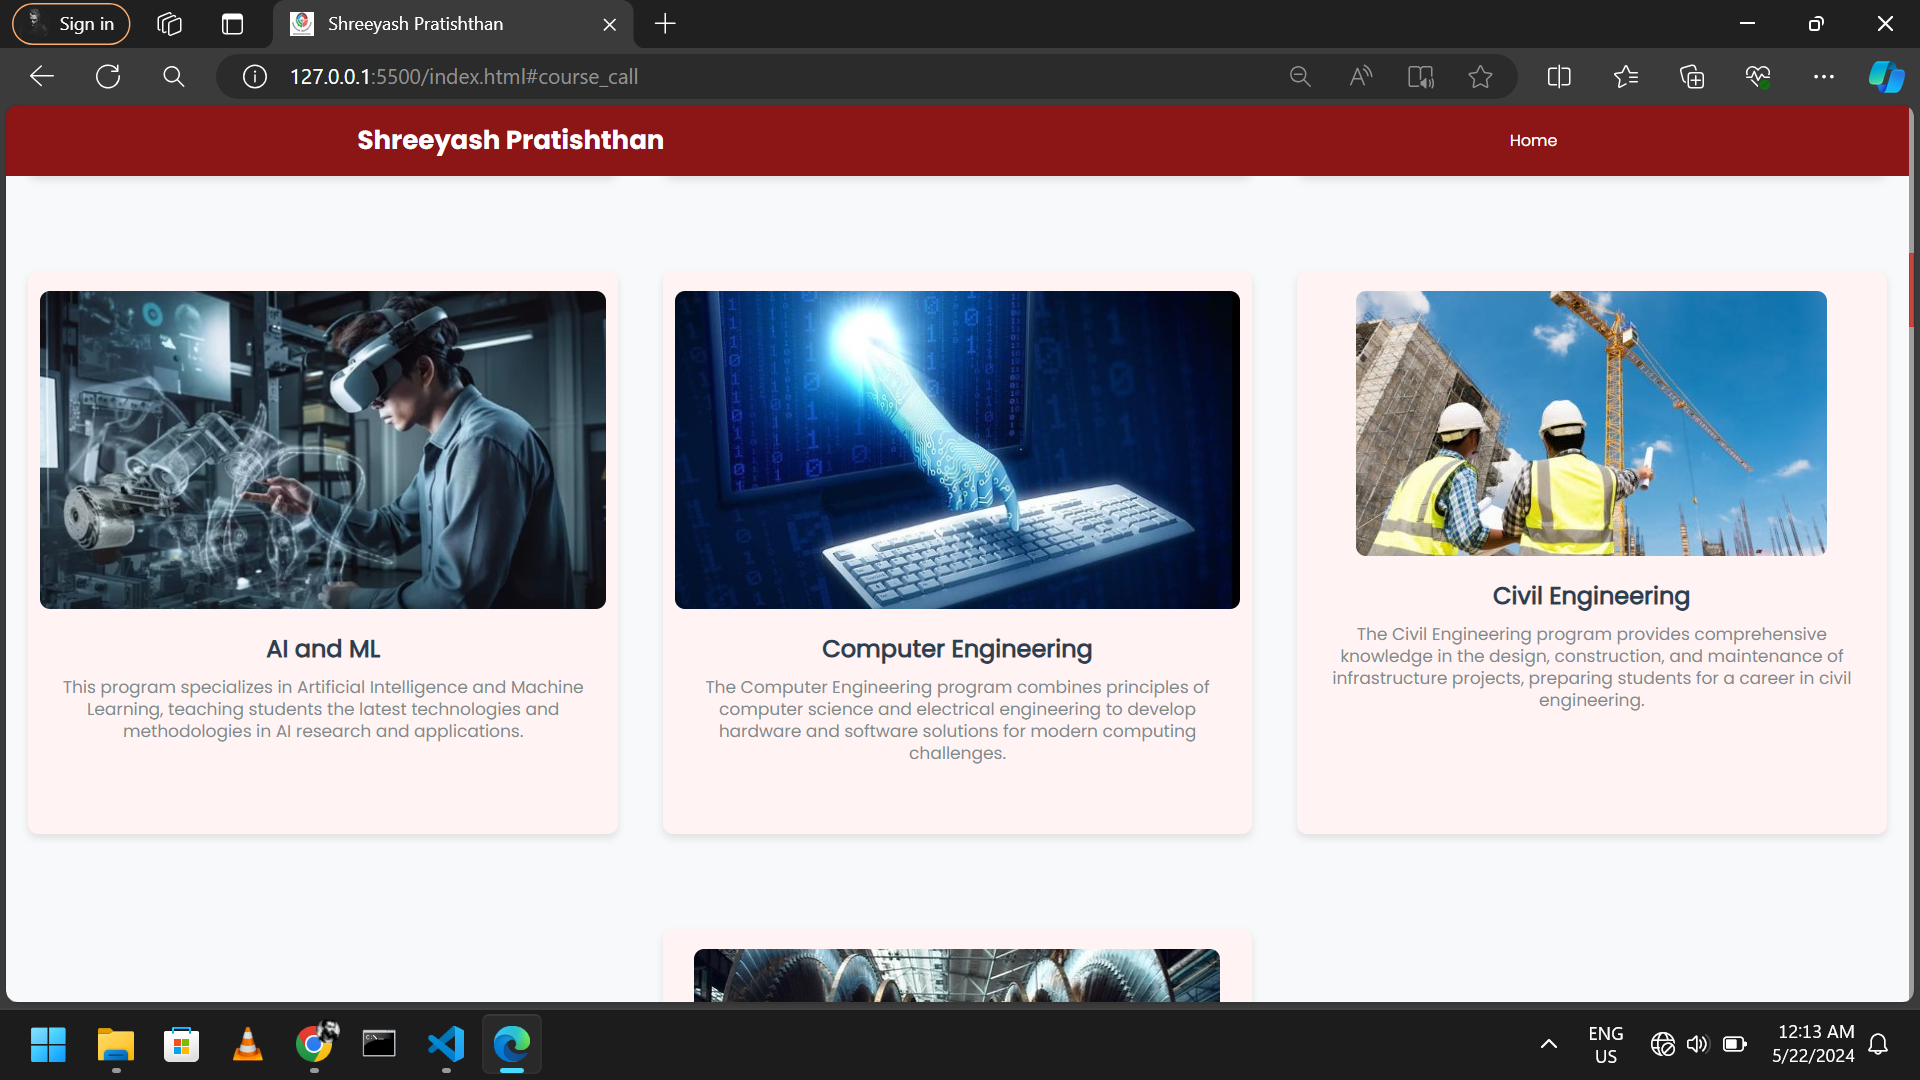 Sign in
Shreeyash Pratishthan
127.0.0.1:5500/index.html#course_call
Shreeyash Pratishthan
Home
AI and ML
This program specializes in Artificial Intelligence and Machine
Learning, teaching students the latest technologies and
methodologies in AI research and applications.
Computer Engineering
The Computer Engineering program combines principles of
computer science and electrical engineering to develop
hardware and software solutions for modern computing
challenges.
Civil Engineering
The Civil Engineering program provides comprehensive
knowledge in the design, construction, and maintenance of
infrastructure projects, preparing students for a career in civil
engineering.
ENG
US
12:13 AM
5/22/2024